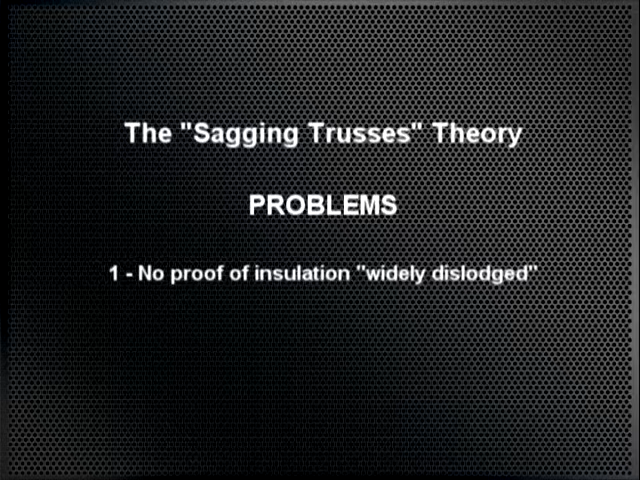 The "Sagging Trusses" Theory
PROBLEMS
1 - No proof of insulation "widely dislodged"